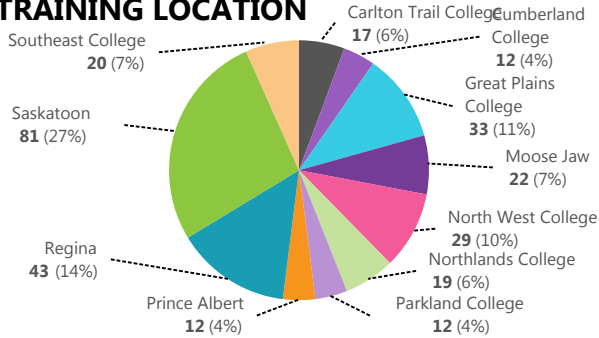 TRAINING LOCATION
Carlton Trail College
17 (6%)
Cumberland
College
12 (4%)
Great Plains
College
33 (11%)
Moose Jaw
22 (7%)
North West College
29 (10%)
Northlands College
19 (6%)
Parkland College
12 (4%)
Prince Albert
12 (4%)
Regina
43 (14%)
Saskatoon
81 (27%)
Southeast College
20 (7%)